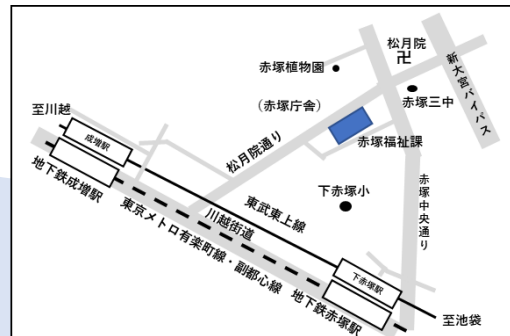 松月院
卍
新大宮バイパス
赤塚植物園
赤塚三中
(赤塚庁舎)
至川越
成増駅
松月院通り
赤塚福祉課
地下鉄成増駅
下赤塚小
赤塚中央通り
東武東上線
川越街道
東京メトロ有楽町線・副都心線
下赤塚駅
地下鉄赤塚駅
至池袋